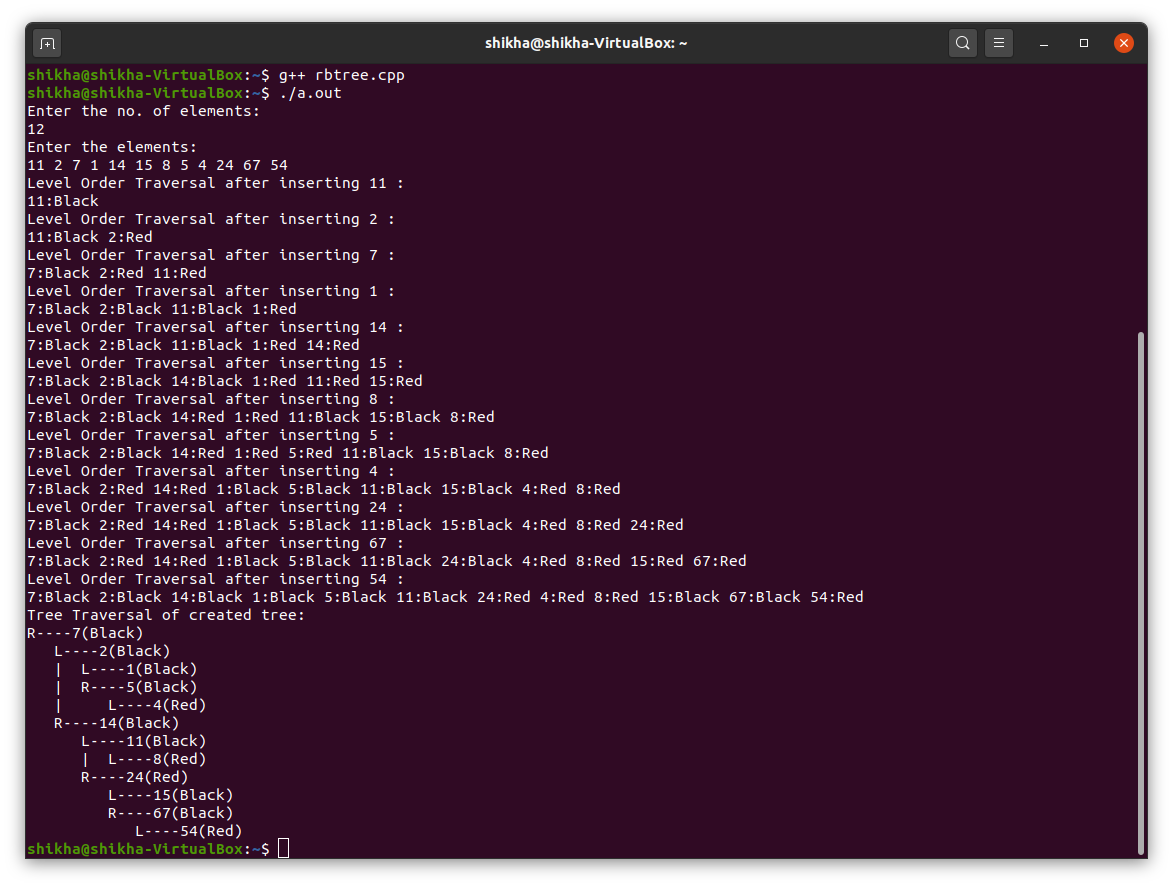 shikha@shikha-VirtualBox: ~
shikha@shikha-VirtualBox:~$ g++ rbtree.cpp
shikha@shikha-VirtualBox:~$ ./a.out
Enter the no. of elements:
12
Enter the elements:
11 2 7 1 14 15 8 5 4 24 67 54
Level Order Traversal after inserting 11 :
11:Black
Level Order Traversal after inserting 2 :
11:Black 2:Red
Level Order Traversal after inserting 7 :
7:Black 2:Red 11:Red
Level Order Traversal after inserting 1 :
7:Black 2:Black 11:Black 1:Red
Level Order Traversal after inserting 14 :
7:Black 2:Black 11:Black 1:Red 14:Red
Level Order Traversal after inserting 15 :
7:Black 2:Black 14:Black 1:Red 11:Red 15:Red
Level Order Traversal after inserting 8 :
7:Black 2:Black 14:Red 1:Red 11:Black 15:Black 8:Red
Level Order Traversal after inserting 5 :
7:Black 2:Black 14:Red 1:Red 5:Red 11:Black 15:Black 8:Red
Level Order Traversal after inserting 4 :
7:Black 2:Red 14:Red 1:Black 5:Black 11:Black 15:Black 4:Red 8:Red
Level Order Traversal after inserting 24 :
7:Black 2:Red 14:Red 1:Black 5:Black 11:Black 15:Black 4:Red 8:Red 24:Red
Level Order Traversal after inserting 67 :
7:Black 2:Red 14:Red 1:Black 5:Black 11:Black 24:Black 4:Red 8:Red 15:Red 67:Red
Level Order Traversal after inserting 54 :
7:Black 2:Black 14:Black 1:Black 5:Black 11:Black 24:Red 4:Red 8:Red 15:Black 67:Black 54:Red
Tree Traversal of created tree:
R----7(Black)
   L----2(Black)
   |  L----1(Black)
   |  R----5(Black)
   |     L----4(Red)
   R----14(Black)
      L----11(Black)
      |  L----8(Red)
      R----24(Red)
         L----15(Black)
         R----67(Black)
            L----54(Red)
shikha@shikha-VirtualBox:~$